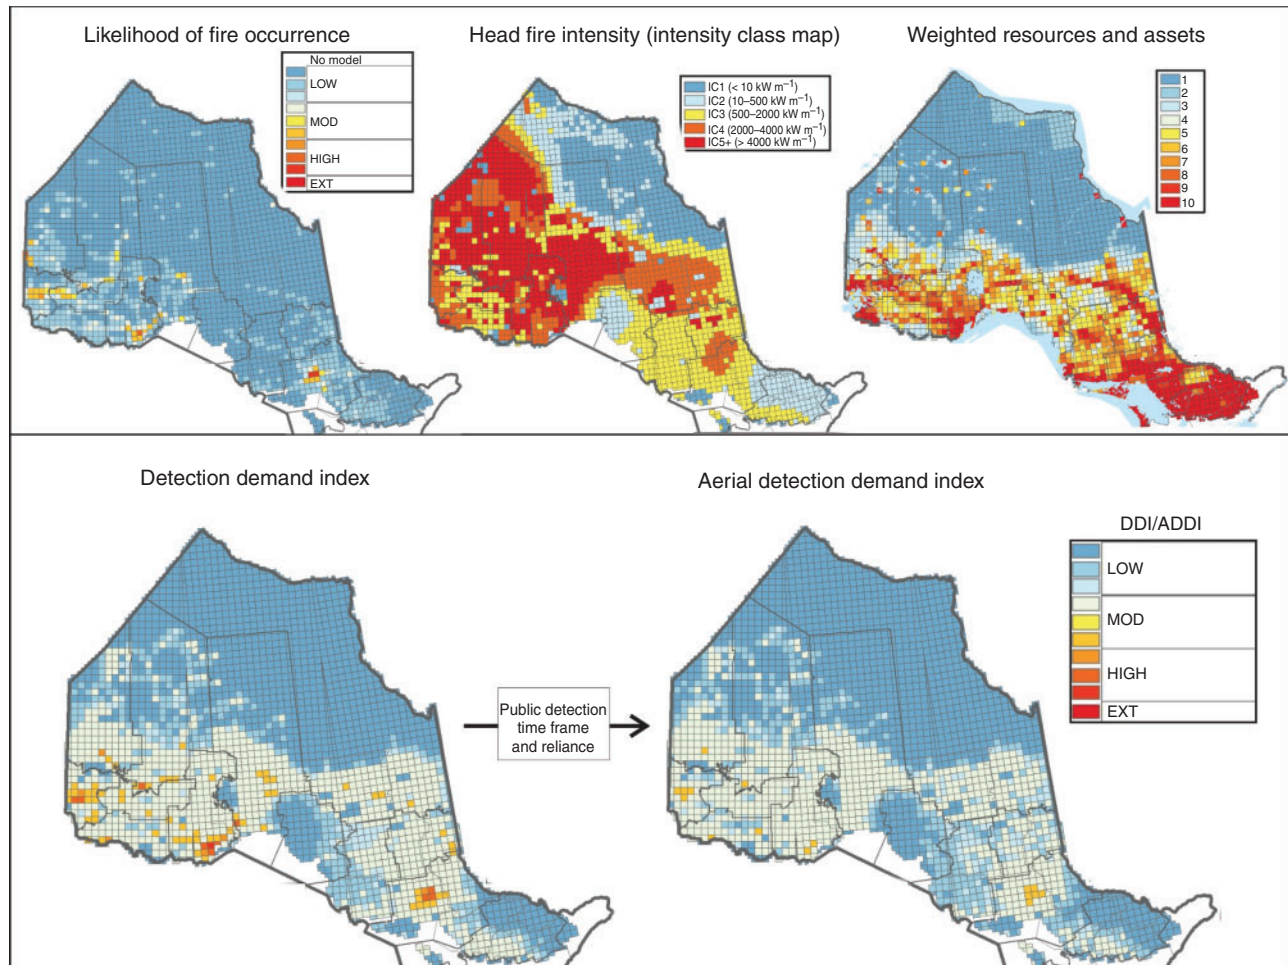 Likelihood of fire occurrence
No model
LOW
MOD
HIGH
EXT
Head fire intensity (intensity class map)
IC1 (< 10 kW m⁻¹)
IC2 (10–500 kW m⁻¹)
IC3 (500–2000 kW m⁻¹)
IC4 (2000–4000 kW m⁻¹)
IC5+ (> 4000 kW m⁻¹)
Weighted resources and assets
1
2
3
4
5
6
7
8
9
10
Detection demand index
Public detection
time frame
and reliance
Aerial detection demand index
DDI/ADDI
LOW
MOD
HIGH
EXT